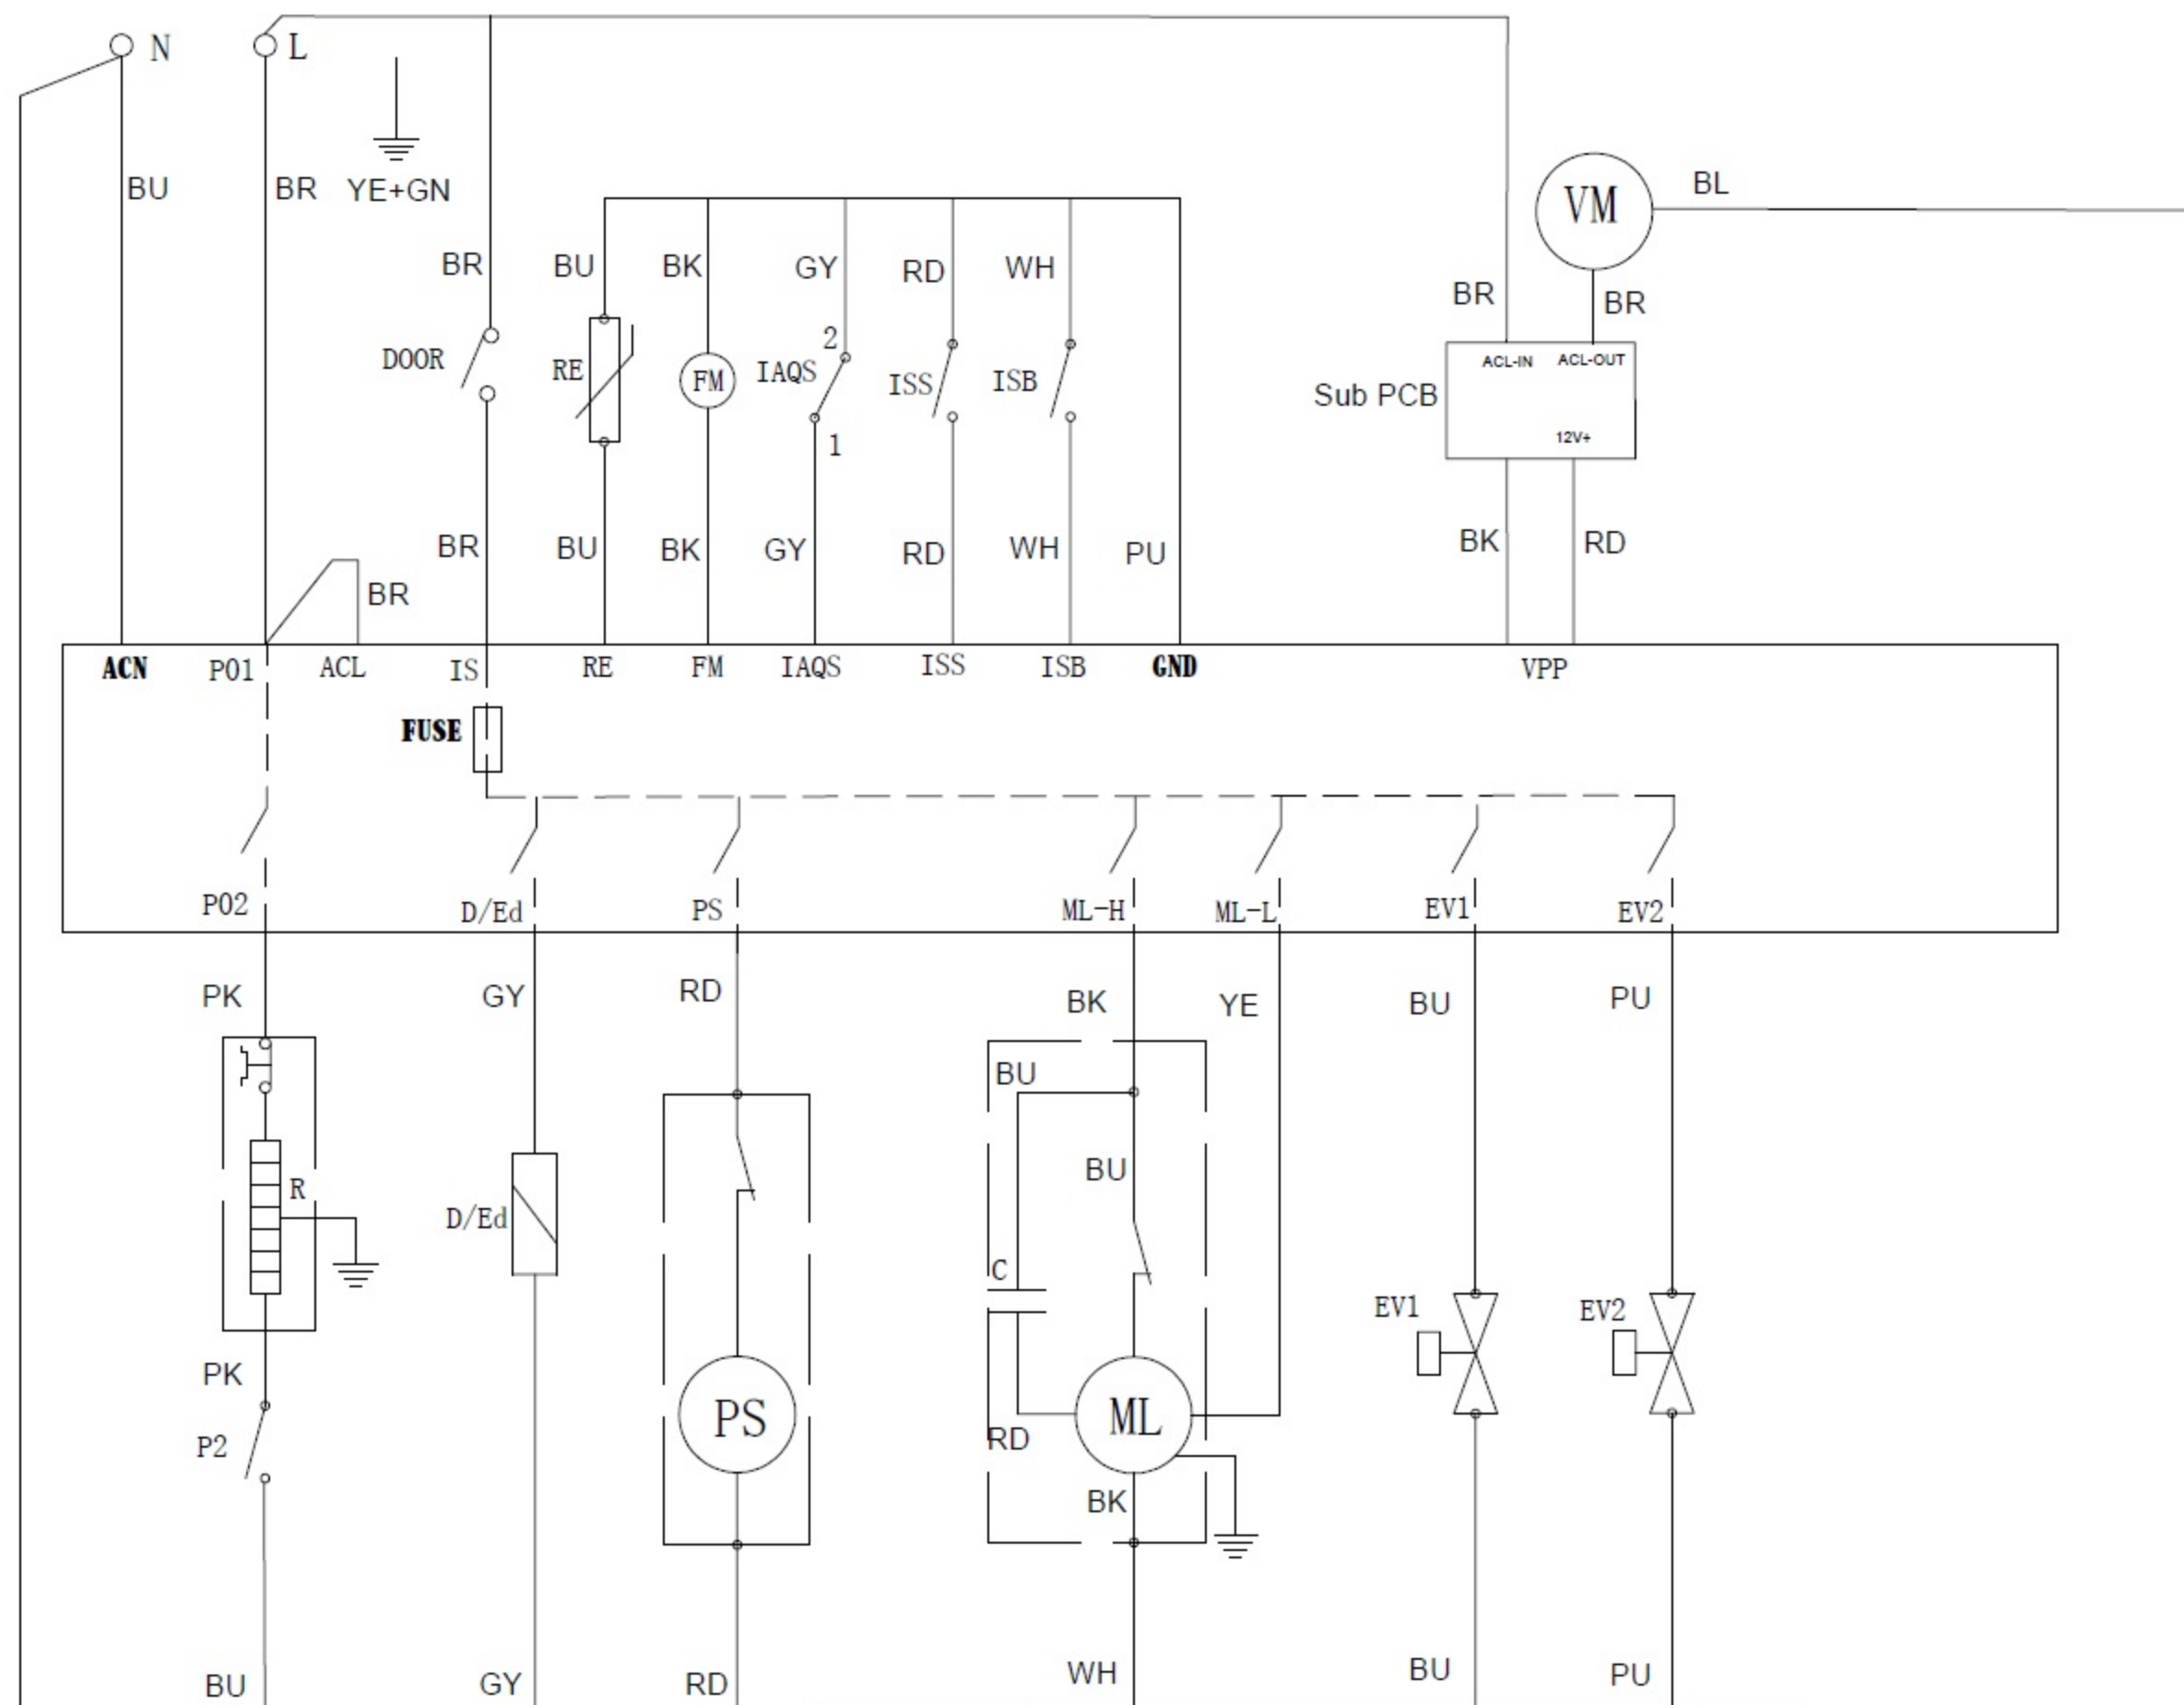 N
L
BU
BR
YE+GN
VM
BL
BR
BU
BK
GY
RD
WH
BR
BR
DOOR
RE
FM
IAQS
2
1
ISS
ISB
Sub PCB
ACL-IN
ACL-OUT
12V+
BR
BR
BU
BK
GY
RD
WH
PU
BK
RD
ACN
P01
ACL
IS
RE
FM
IAQS
ISS
ISB
GND
VPP
FUSE
P02
D/Ed
PS
ML-H
ML-L
EV1
EV2
PK
GY
RD
BK
YE
BU
PU
BU
BU
R
D/Ed
C
EV1
EV2
PK
P2
PS
ML
RD
BK
BU
GY
RD
WH
BU
PU